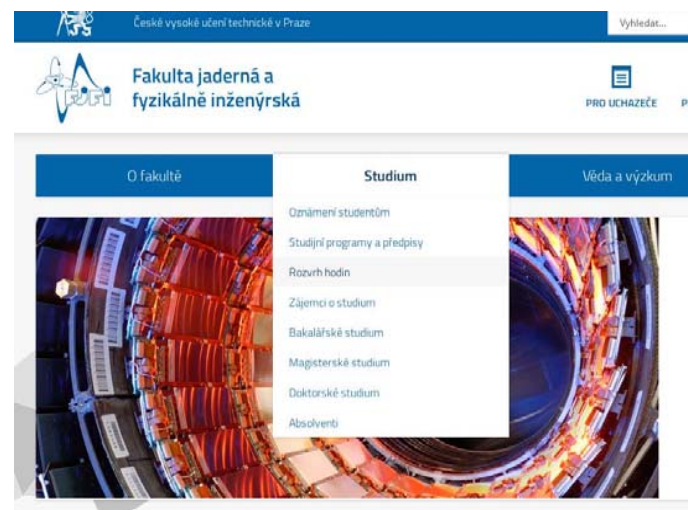 České vysoké učení technické v Praze
Vyhledat...
FJFI
Fakulta jaderná a
fyzikálně inženýrská
PRO UCHAZEČE
O fakultě
Studium
Věda a výzkum
Oznámení studentům
Studijní programy a předpisy
Rozvrh hodin
Zájemci o studium
Bakalářské studium
Magisterské studium
Doktorské studium
Absolventi